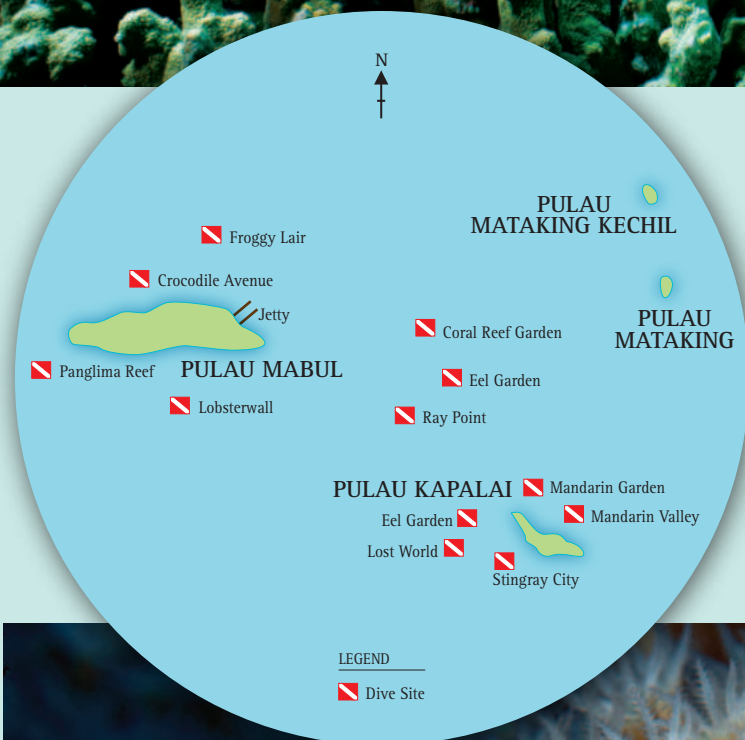 N
PULAU
MATAKING KECHIL
Froggy Lair
Crocodile Avenue
Jetty
PULAU
MATAKING
Coral Reef Garden
Panglima Reef
PULAU MABUL
Eel Garden
Lobsterwall
Ray Point
PULAU KAPALAI
Mandarin Garden
Eel Garden
Mandarin Valley
Lost World
Stingray City
LEGEND
Dive Site